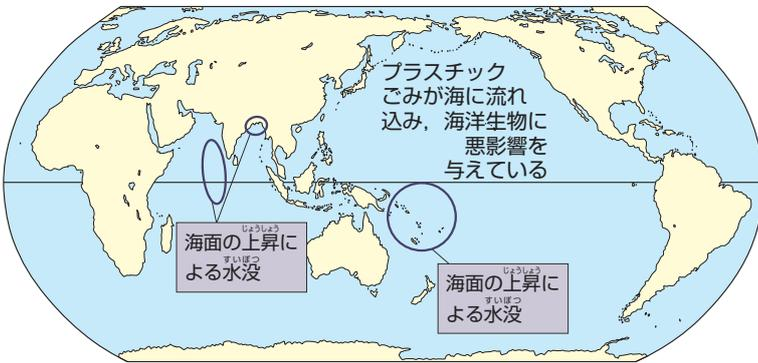 プラスチック
ごみが海に流れ
込み，海洋生物に
悪影響を
与えている
海面の上昇に
じょうしょう
よる水没
すいぼつ
海面の上昇に
じょうしょう
よる水没
すいぼつ